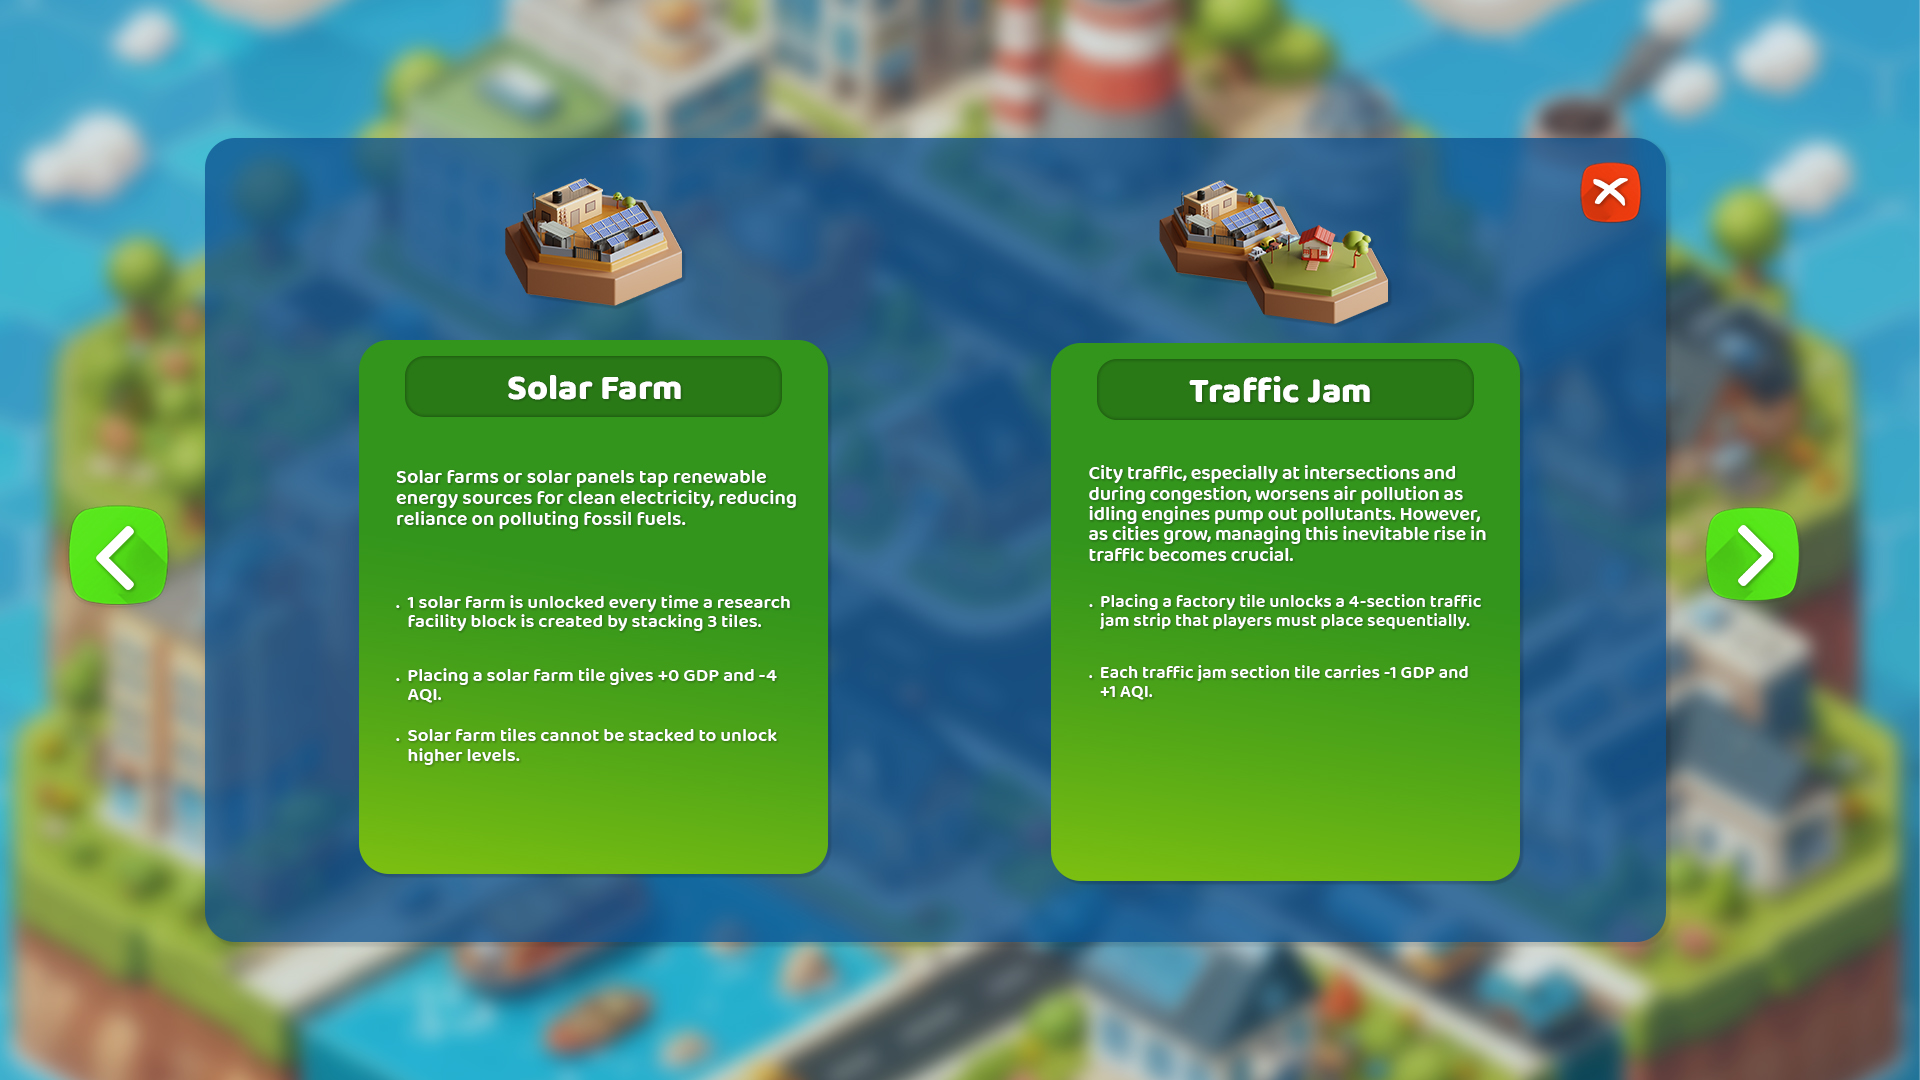 Solar Farm
Solar farms or solar panels tap renewable
energy sources for clean electricity, reducing
reliance on polluting fossil fuels.
. 1 solar farm is unlocked every time a research
facility block is created by stacking 3 tiles.
. Placing a solar farm tile gives +0 GDP and -4
AQI.
. Solar farm tiles cannot be stacked to unlock
higher levels.
Traffic Jam
City traffic, especially at intersections and
during congestion, worsens air pollution as
idling engines pump out pollutants. However,
as cities grow, managing this inevitable rise in
traffic becomes crucial.
. Placing a factory tile unlocks a 4-section traffic
jam strip that players must place sequentially.
. Each traffic jam section tile carries -1 GDP and
+1 AQI.